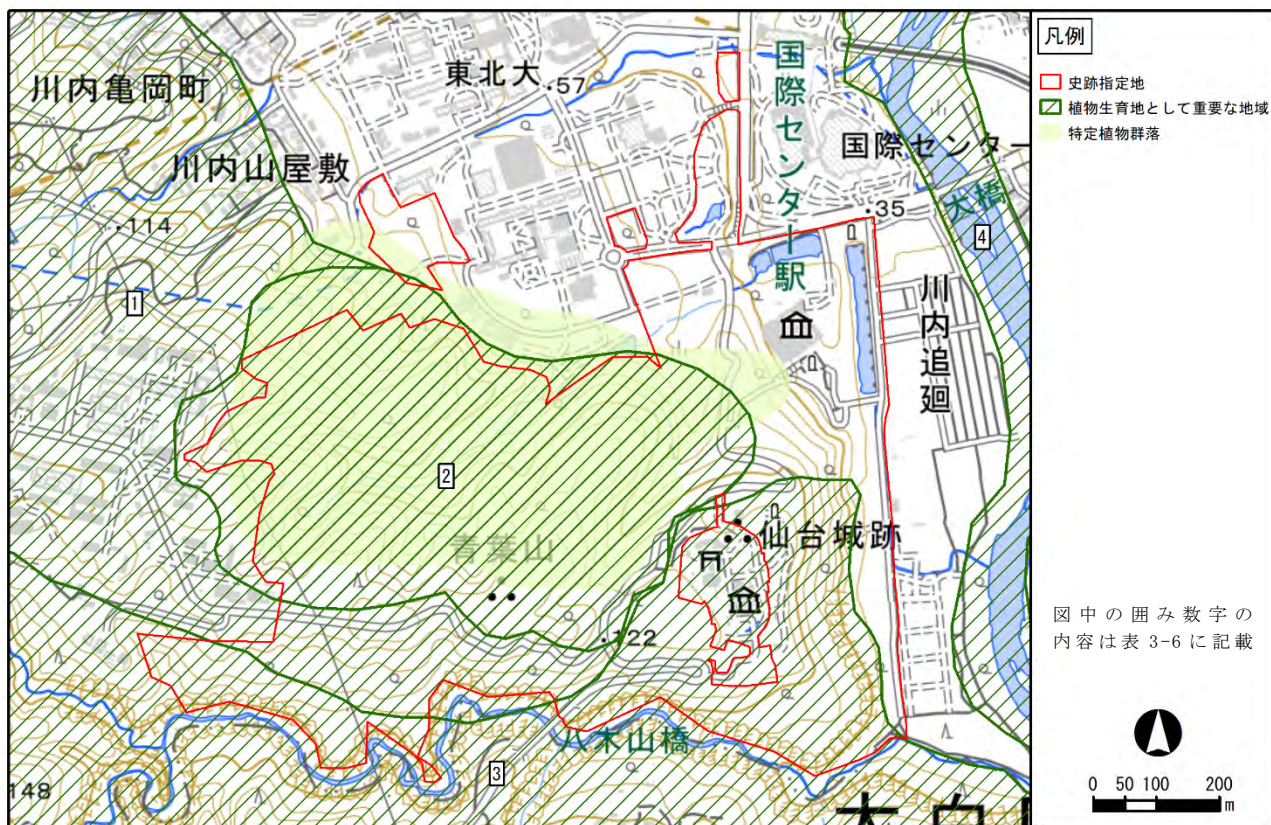 川内亀岡町
東北大
57
国際センター駅
国際センター
川内山屋敷
大橋
35
114
4
1
川内追廻
2
仙台城跡
青葉山
122
八木山橋
3
148
凡例
史跡指定地
植物生育地として重要な地域
特定植物群落
図中の囲み数字の
内容は表 3-6 に記載
0 50 100 200
m